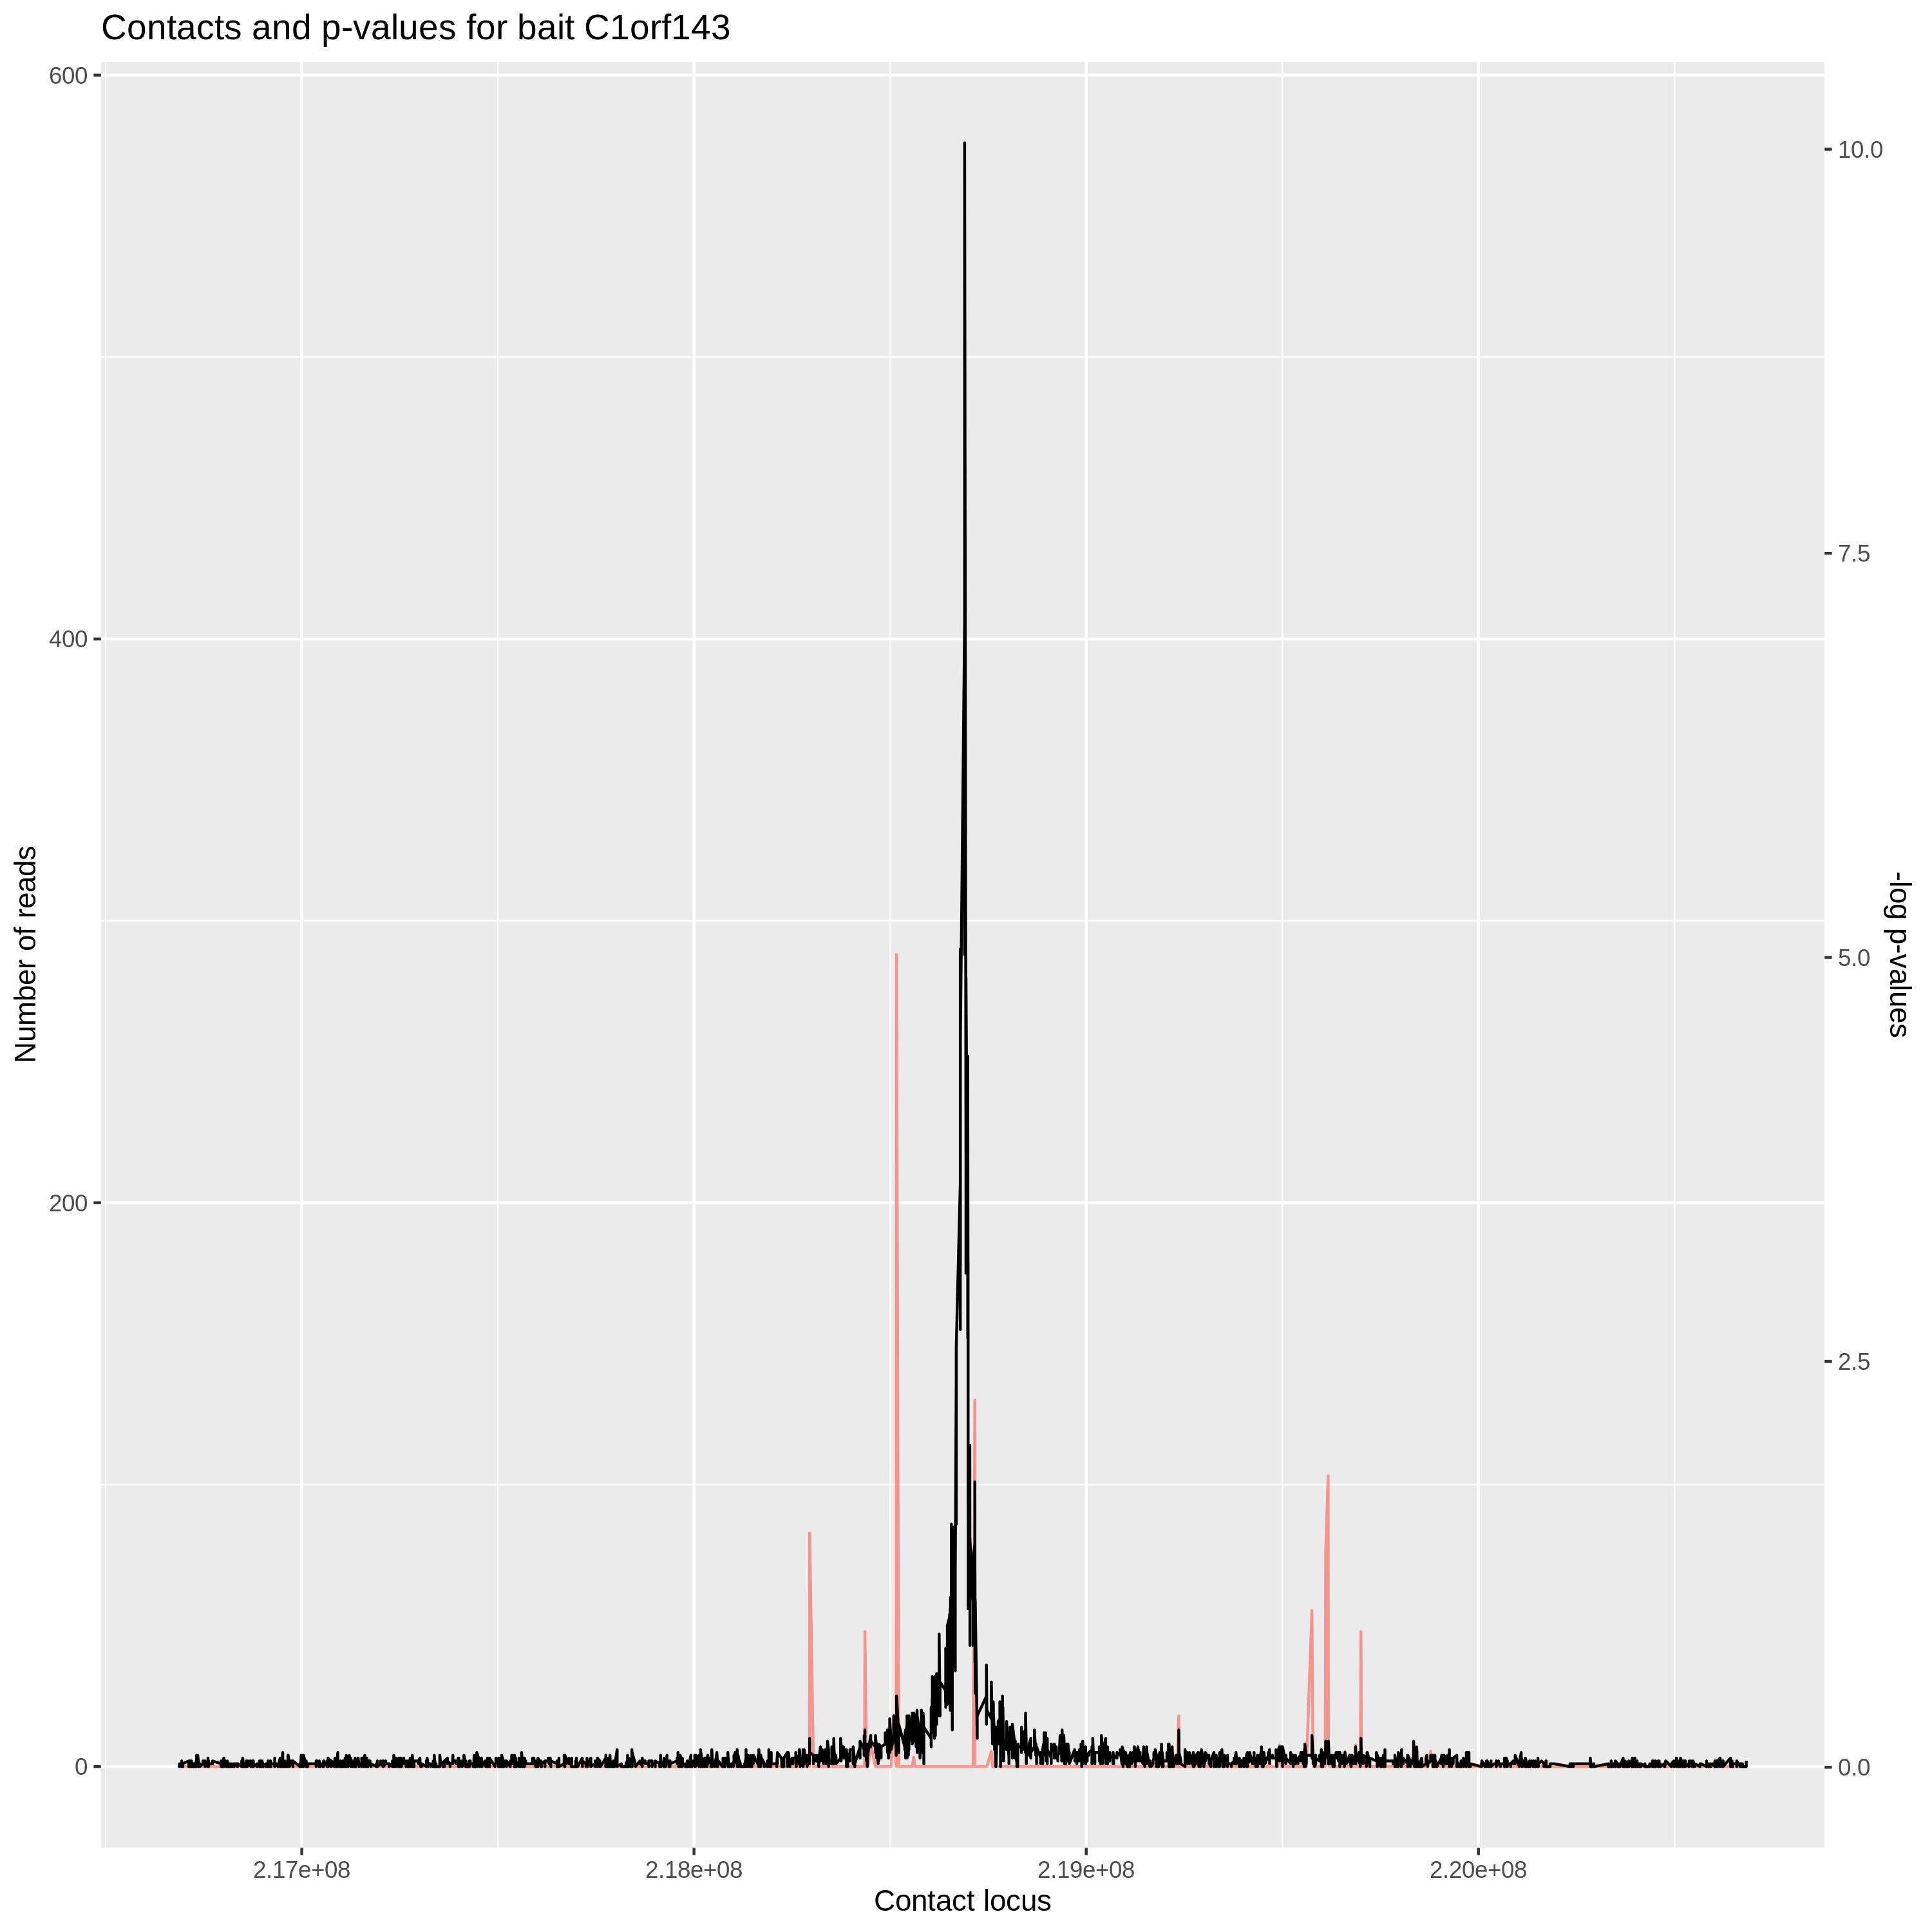 Contacts and p-values for bait C1orf143
600
400
200
0
10.0
7.5
5.0
2.5
0.0
Number of reads
-log p-values
2.17e+08
2.18e+08
2.19e+08
2.20e+08
Contact locus